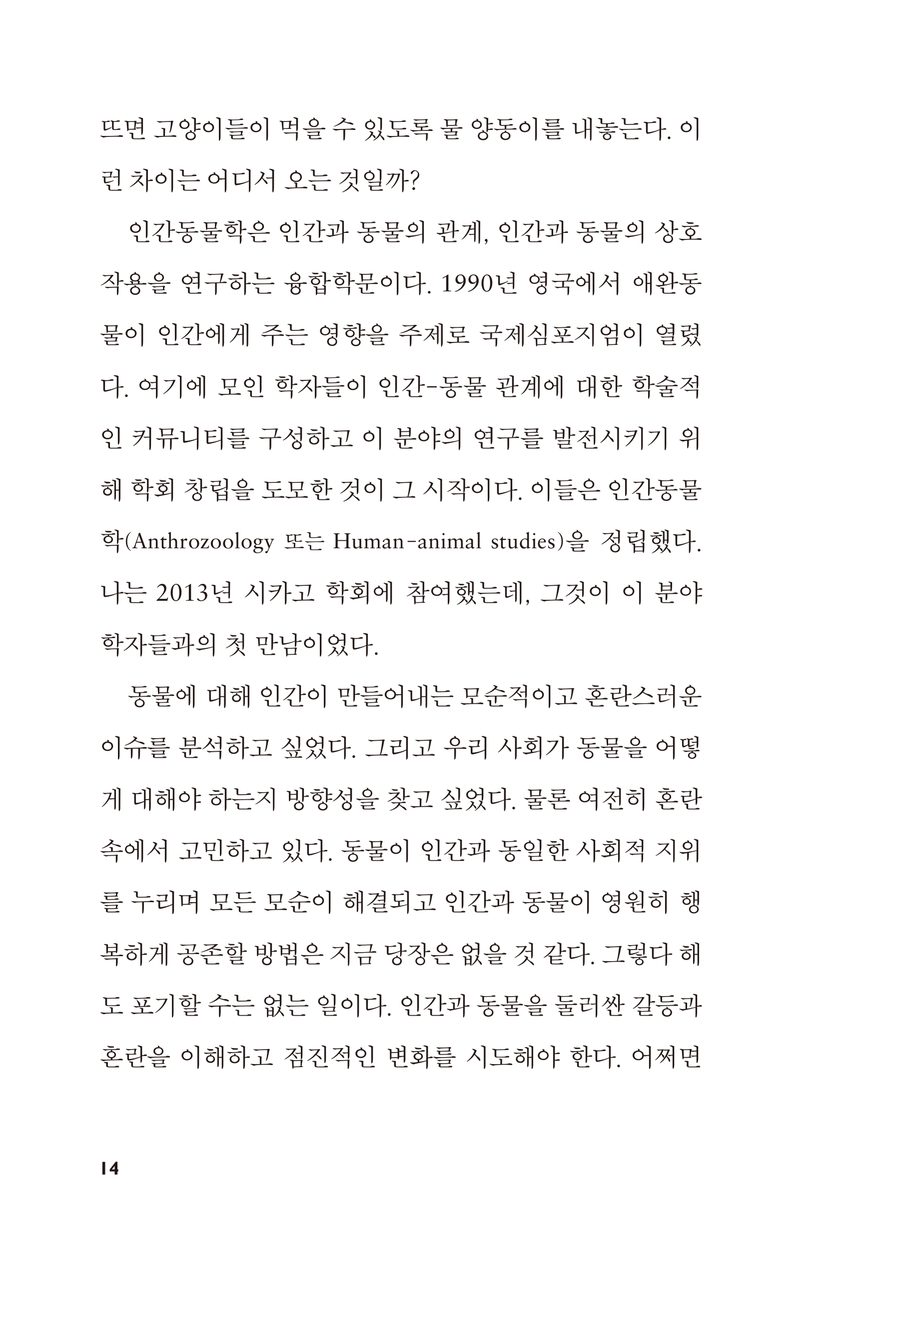 뜨면 고양이들이 먹을 수 있도록 물 양동이를 내놓는다. 이
런 차이는 어디서 오는 것일까?
인간동물학은 인간과 동물의 관계, 인간과 동물의 상호
작용을 연구하는 융합학문이다. 1990년 영국에서 애완동
물이 인간에게 주는 영향을 주제로 국제심포지엄이 열렸
다. 여기에 모인 학자들이 인간-동물 관계에 대한 학술적
인 커뮤니티를 구성하고 이 분야의 연구를 발전시키기 위
해 학회 창립을 도모한 것이 그 시작이다. 이들은 인간동물
학(Anthrozoology 또는 Human-animal studies)을 정립했다.
나는 2013년 시카고 학회에 참여했는데, 그것이 이 분야
학자들과의 첫 만남이었다.
동물에 대해 인간이 만들어내는 모순적이고 혼란스러운
이슈를 분석하고 싶었다. 그리고 우리 사회가 동물을 어떻
게 대해야 하는지 방향성을 찾고 싶었다. 물론 여전히 혼란
속에서 고민하고 있다. 동물이 인간과 동일한 사회적 지위
를 누리며 모든 모순이 해결되고 인간과 동물이 영원히 행
복하게 공존할 방법은 지금 당장은 없을 것 같다. 그렇다 해
도 포기할 수는 없는 일이다. 인간과 동물을 둘러싼 갈등과
혼란을 이해하고 점진적인 변화를 시도해야 한다. 어쩌면
14